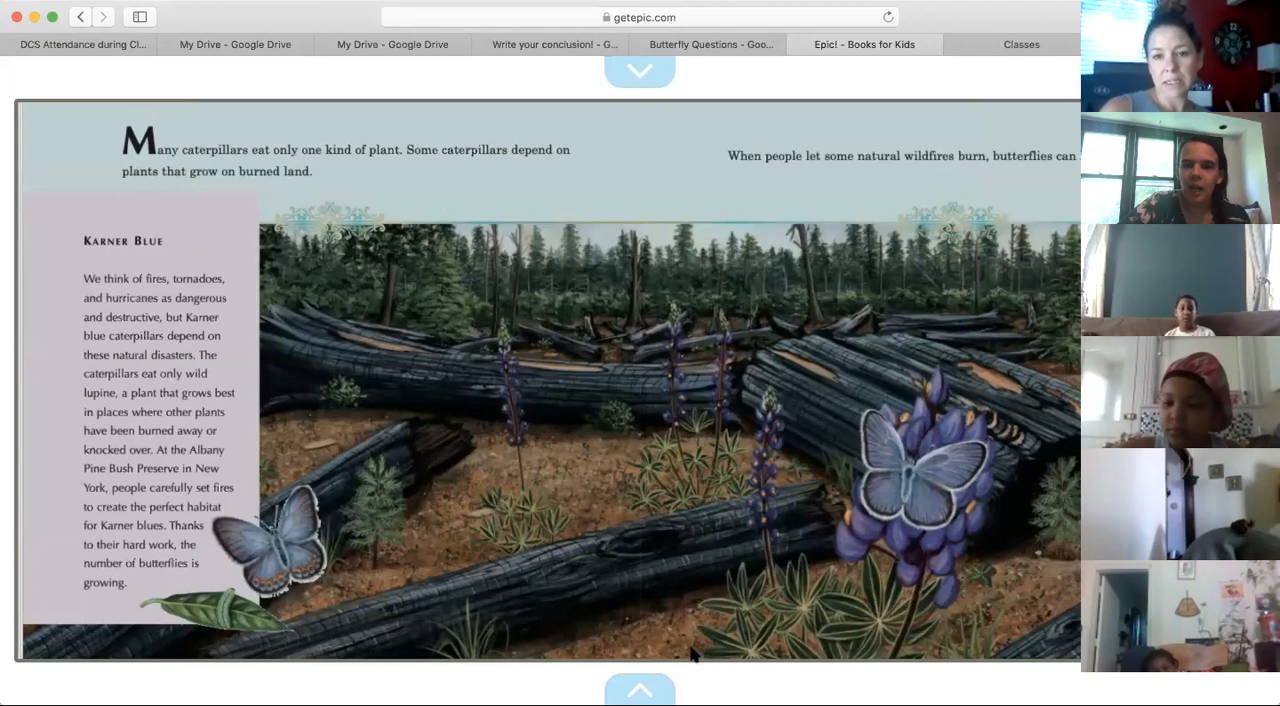 getepic.com
DCS Attendance during Cl...
My Drive - Google Drive
My Drive - Google Drive
Write your conclusion! - G...
Butterfly Questions - Goo...
Epic! - Books for Kids
Classes
Many caterpillars eat only one kind of plant. Some caterpillars depend on
plants that grow on burned land.
When people let some natural wildfires burn, butterflies can
KARNER BLUE
We think of fires, tornadoes,
and hurricanes as dangerous
and destructive, but Karner
blue caterpillars depend on
these natural disasters. The
caterpillars eat only wild
lupine, a plant that grows best
in places where other plants
have been burned away or
knocked over. At the Albany
Pine Bush Preserve in New
York, people carefully set fires
to create the perfect habitat
for Karner blues. Thanks
to their hard work, the
number of butterflies is
growing.